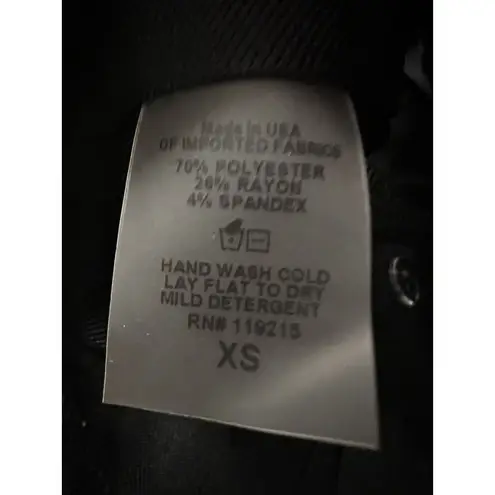 Made in USA
OF IMPORTED FABRICS
70% POLYESTER
26% RAYON
4% SPANDEX
HAND WASH COLD
LAY FLAT TO DRY
MILD DETERGENT
RN# 119215
XS